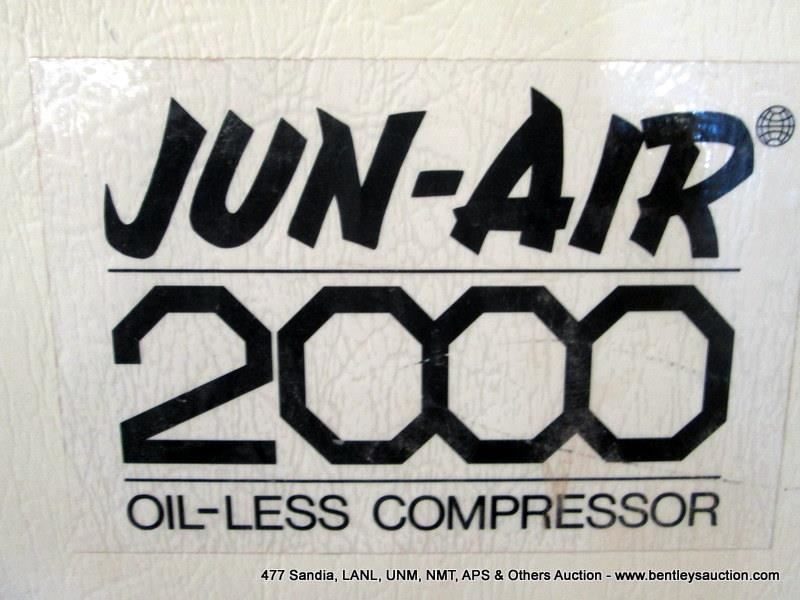 JUN-AIR
2000
OIL-LESS COMPRESSOR
477 Sandia, LANL, UNM, NMT, APS & Others Auction - www.bentleysauction.com